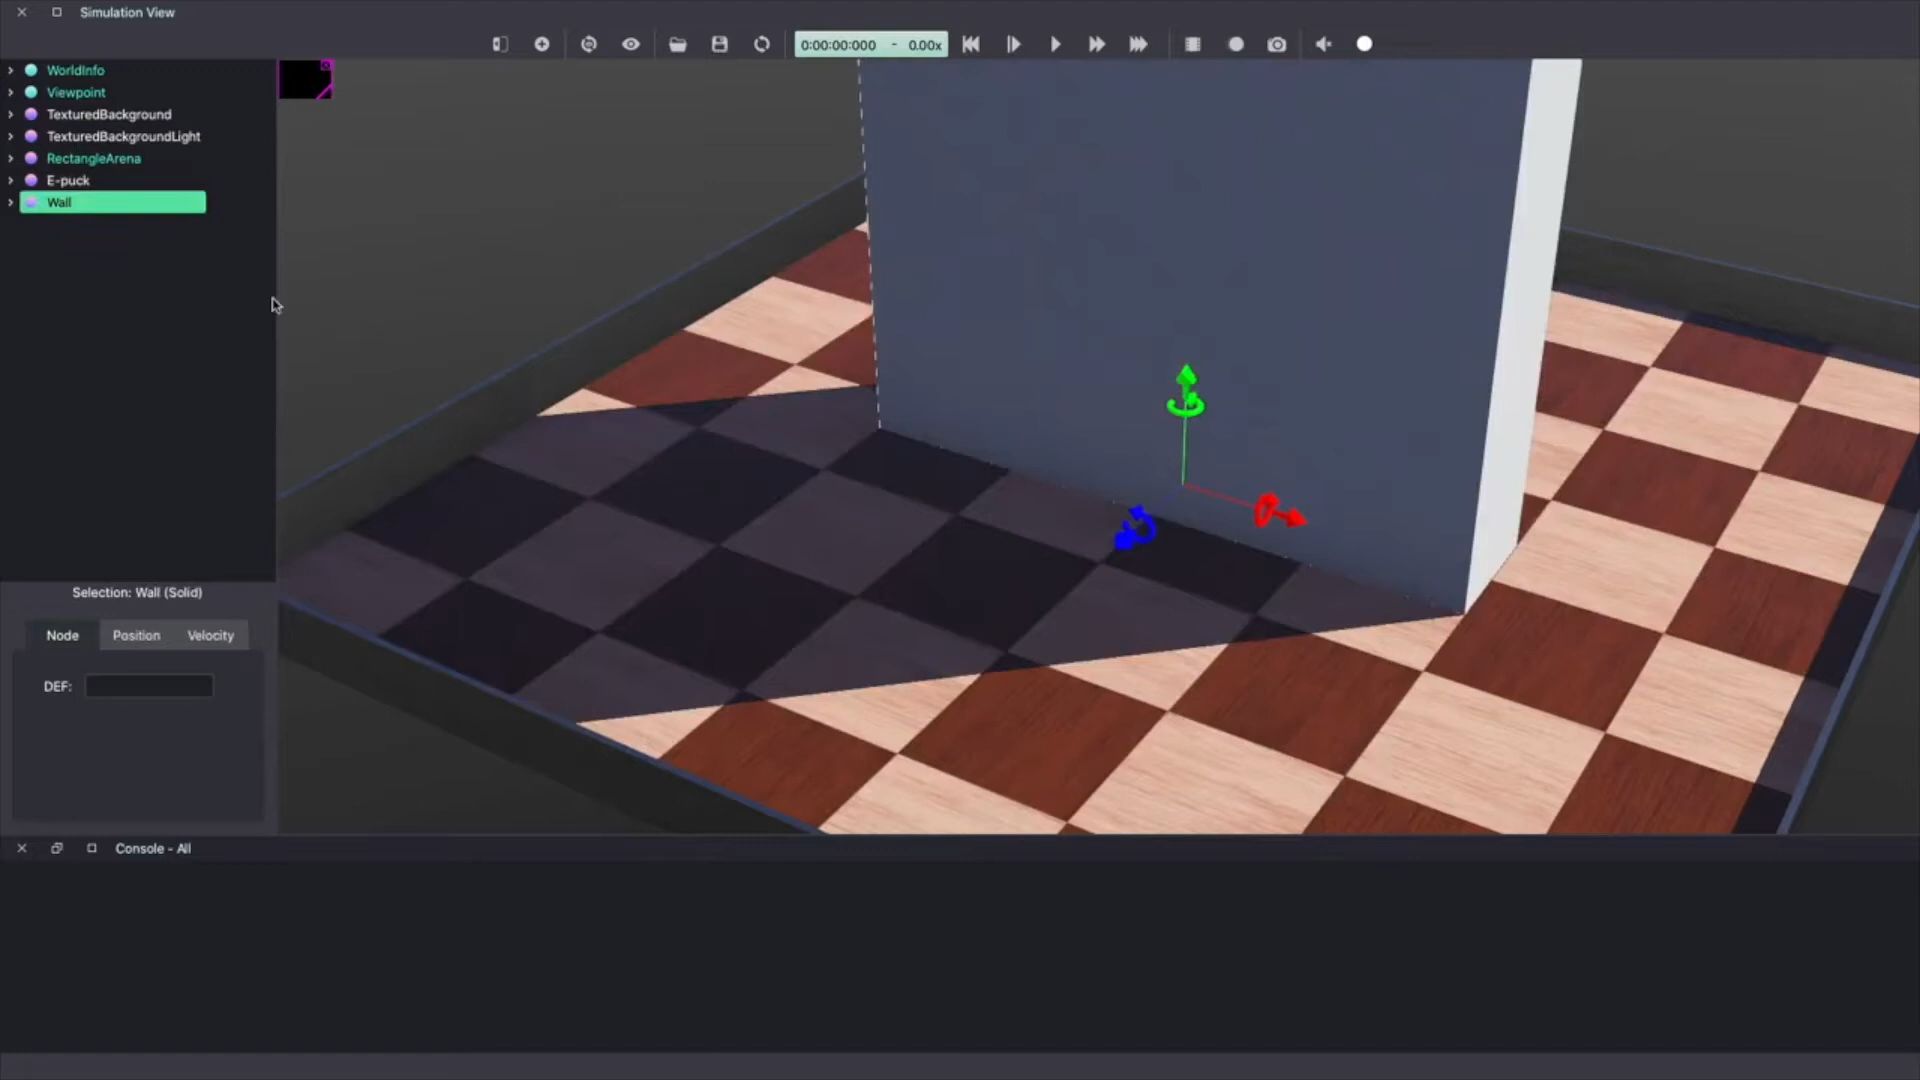 Simulation View
0:00:00:000 - 0.00x
WorldInfo
Viewpoint
TexturedBackground
TexturedBackgroundLight
RectangleArena
E-puck
Wall
Selection: Wall (Solid)
Node Position Velocity
DEF:
Console - All